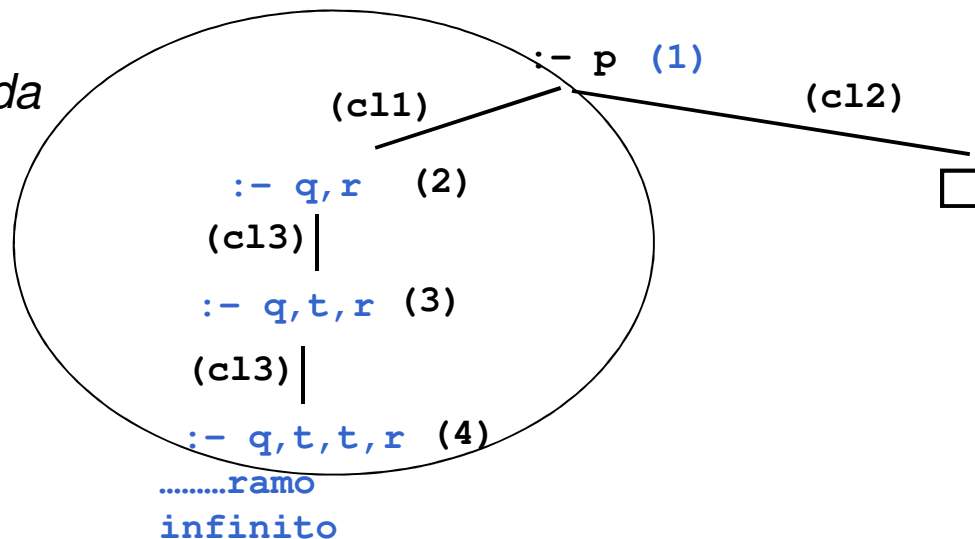 :- p (1)
da
(cl1)
(cl2)
:- q,r (2)
(cl3)
:- q,t,r (3)
(cl3)
:- q,t,t,r (4)
………ramo
infinito